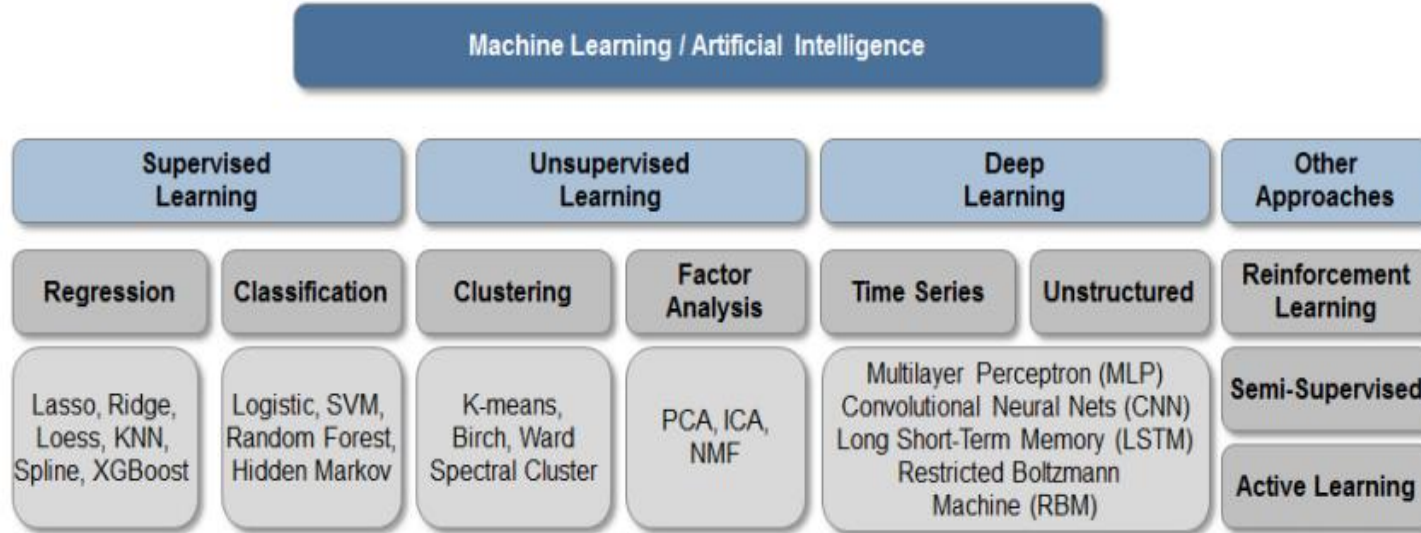 Machine Learning / Artificial Intelligence
Supervised
Learning
Unsupervised
Learning
Deep
Learning
Other
Approaches
Regression
Classification
Clustering
Factor
Analysis
Time Series
Unstructured
Reinforcement
Learning
Lasso, Ridge,
Loess, KNN,
Spline, XGBoost
Logistic, SVM,
Random Forest,
Hidden Markov
K-means,
Birch, Ward
Spectral Cluster
PCA, ICA,
NMF
Multilayer Perceptron (MLP)
Convolutional Neural Nets (CNN)
Long Short-Term Memory (LSTM)
Restricted Boltzmann
Machine (RBM)
Semi-Supervised
Active Learning